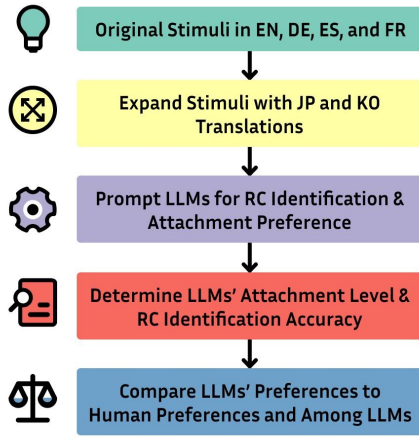 Original Stimuli in EN, DE, ES, and FR
Expand Stimuli with JP and KO
Translations
Prompt LLMs for RC Identification &
Attachment Preference
Determine LLMs' Attachment Level &
RC Identification Accuracy
Compare LLMs' Preferences to
Human Preferences and Among LLMs